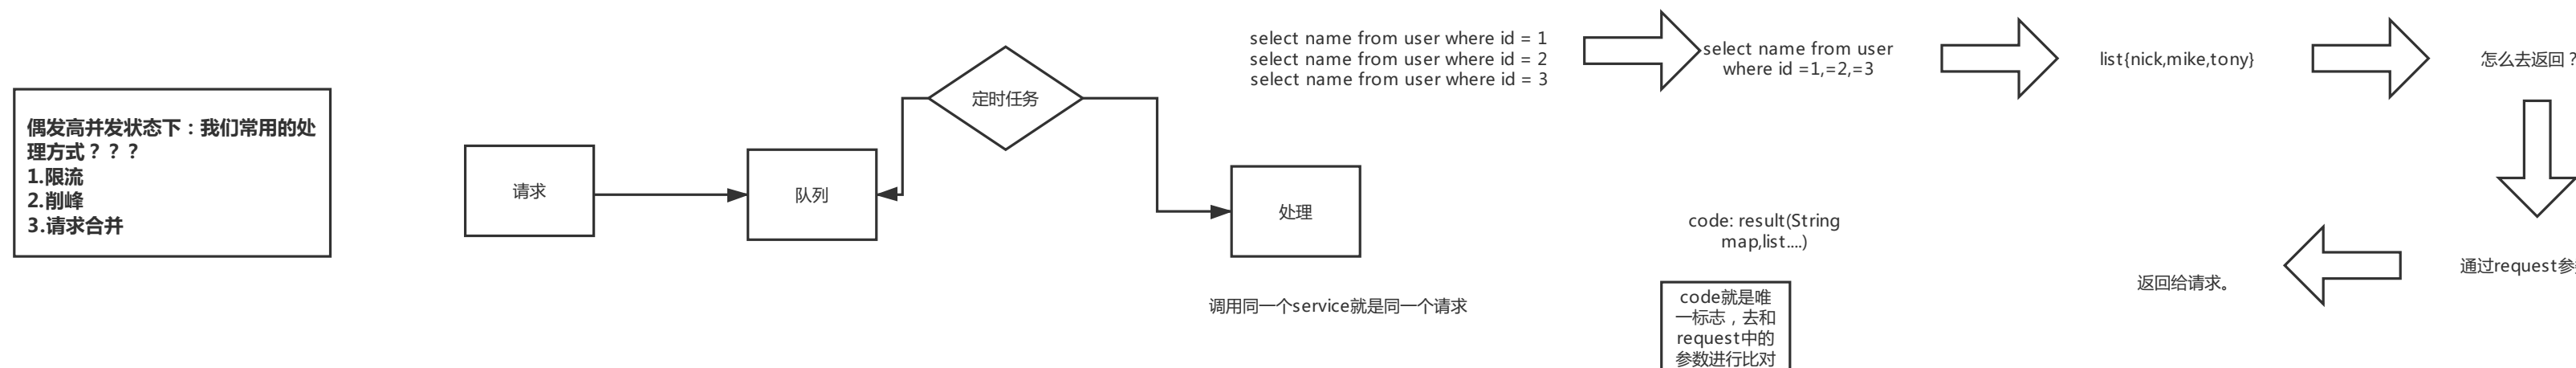 偶发高并发状态下：我们常用的处
理方式？？？
1.限流
2.削峰
3.请求合并
请求
队列
定时任务
处理
调用同一个service就是同一个请求
select name from user where id = 1
select name from user where id = 2
select name from user where id = 3
select name from user
where id =1,=2,=3
list{nick,mike,tony}
怎么去返回？
通过request参
返回给请求。
code: result(String
map,list....)
code就是唯
一标志，去和
request中的
参数进行比对